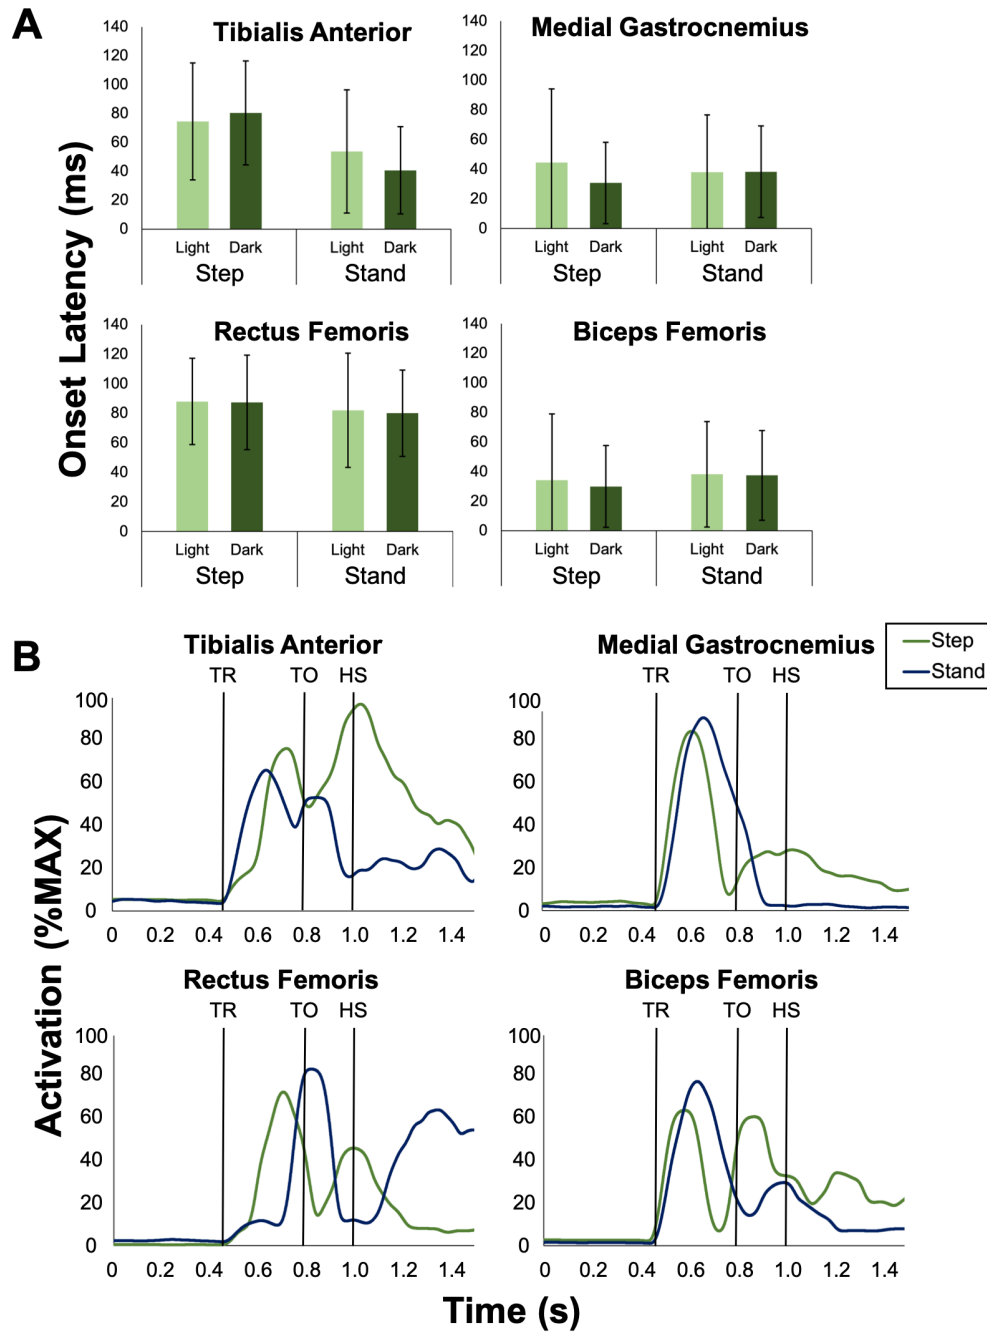 A
Onset Latency (ms)
Tibialis Anterior
140
120
100
80
60
40
20
0
Light Dark Light Dark
Step Stand
Medial Gastrocnemius
140
120
100
80
60
40
20
0
Light Dark Light Dark
Step Stand
Rectus Femoris
140
120
100
80
60
40
20
0
Light Dark Light Dark
Step Stand
Biceps Femoris
140
120
100
80
60
40
20
0
Light Dark Light Dark
Step Stand
B
Step
Stand
Activation (%MAX)
Tibialis Anterior
TR TO HS
100
80
60
40
20
0
0 0.2 0.4 0.6 0.8 1.0 1.2 1.4
Medial Gastrocnemius
TR TO HS
100
80
60
40
20
0
0 0.2 0.4 0.6 0.8 1.0 1.2 1.4
Rectus Femoris
TR TO HS
100
80
60
40
20
0
0 0.2 0.4 0.6 0.8 1.0 1.2 1.4
Biceps Femoris
TR TO HS
100
80
60
40
20
0
0 0.2 0.4 0.6 0.8 1.0 1.2 1.4
Time (s)